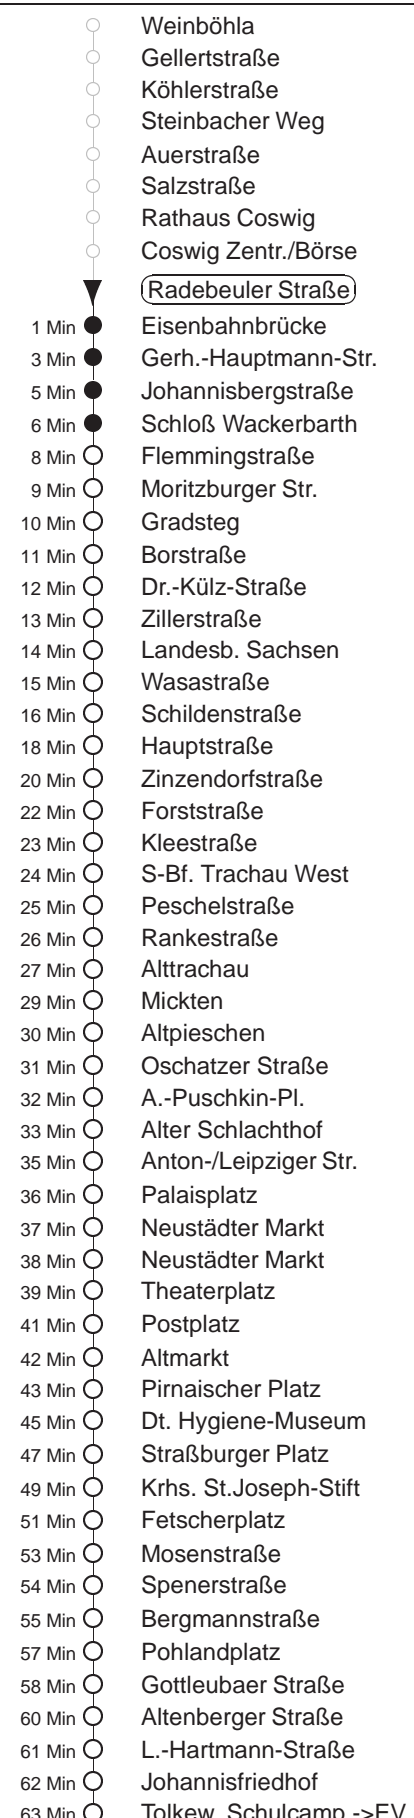 Weinböhla
Gellertstraße
Köhlerstraße
Steinbacher Weg
Auerstraße
Salzstraße
Rathaus Coswig
Coswig Zentr./Börse
Radebeuler Straße
1 Min Eisenbahnbrücke
3 Min Gerh.-Hauptmann-Str.
5 Min Johannisbergstraße
6 Min Schloß Wackerbarth
8 Min Flemmingstraße
9 Min Moritzburger Str.
10 Min Gradsteg
11 Min Borstraße
12 Min Dr.-Külz-Straße
13 Min Zillerstraße
14 Min Landesb. Sachsen
15 Min Wasastraße
16 Min Schildenstraße
18 Min Hauptstraße
20 Min Zinzendorfstraße
22 Min Forststraße
23 Min Kleestraße
24 Min S-Bf. Trachau West
25 Min Peschelstraße
26 Min Rankestraße
27 Min Alttrachau
29 Min Mickten
30 Min Altpieschen
31 Min Oschatzer Straße
32 Min A.-Puschkin-Pl.
33 Min Alter Schlachthof
35 Min Anton-/Leipziger Str.
36 Min Palaisplatz
37 Min Neustädter Markt
38 Min Neustädter Markt
39 Min Theaterplatz
41 Min Postplatz
42 Min Altmarkt
43 Min Pirnaischer Platz
45 Min Dt. Hygiene-Museum
47 Min Straßburger Platz
49 Min Krhs. St.Joseph-Stift
51 Min Fetscherplatz
53 Min Mosenstraße
54 Min Spenerstraße
55 Min Bergmannstraße
57 Min Pohlandplatz
58 Min Gottleubaer Straße
60 Min Altenberger Straße
61 Min L.-Hartmann-Straße
62 Min Johannisfriedhof
63 Min Tolkew. Schulcamp ->EV